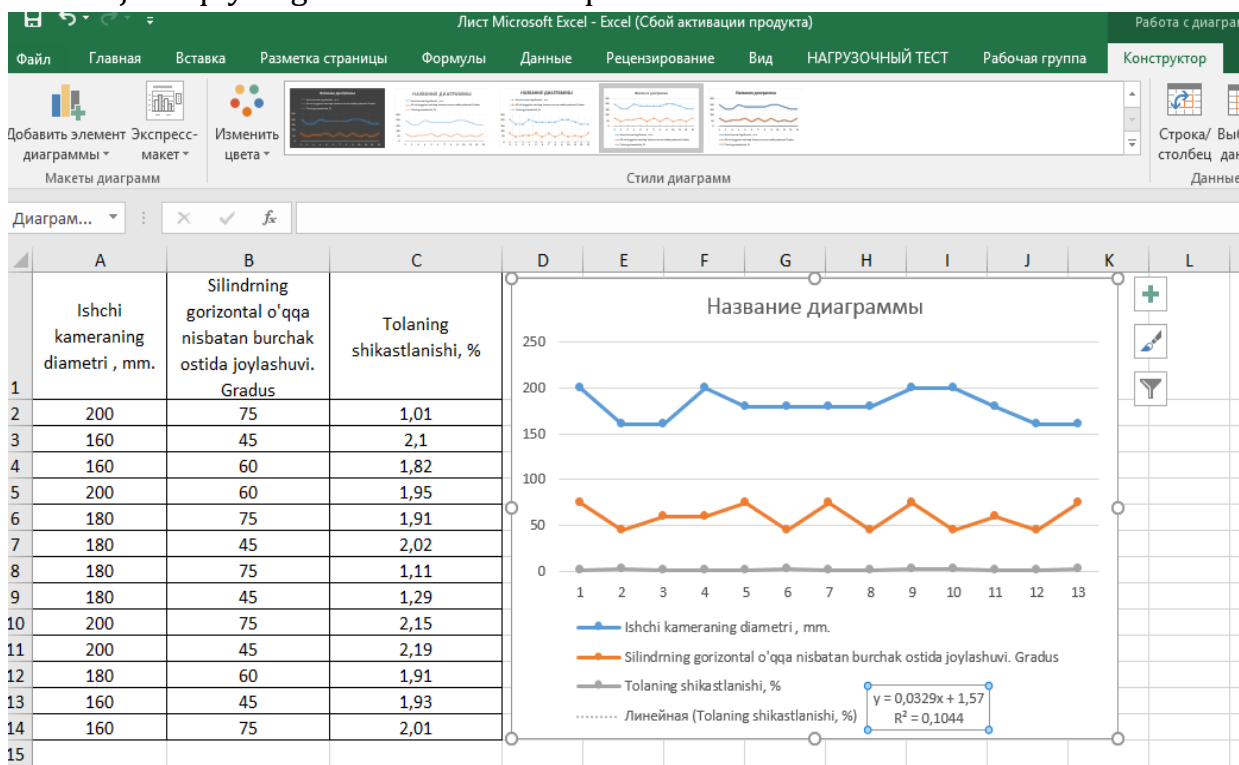 Лист Microsoft Excel - Excel (Сбой активации продукта)
Файл Главная Вставка Разметка страницы Формулы Данные Рецензирование Вид НАГРУЗОЧНЫЙ ТЕСТ Рабочая группа Конструктор
Добавить элемент диаграммы
Экспресс-макет
Изменить цвета
Строка/столбец
Макеты диаграмм
Стили диаграмм
Диаграм...
fx
A B C D E F G H I J K L
1 Ishchi kameraning diametri , mm.
Silindrning gorizontal o'qqa nisbatan burchak ostida joylashuvi. Gradus
Tolaning shikastlanishi, %
2 200 75 1,01
3 160 45 2,1
4 160 60 1,82
5 200 60 1,95
6 180 75 1,91
7 180 45 2,02
8 180 75 1,11
9 180 45 1,29
10 200 75 2,15
11 200 45 2,19
12 180 60 1,91
13 160 45 1,93
14 160 75 2,01
15
Название диаграммы
250
200
150
100
50
0
1 2 3 4 5 6 7 8 9 10 11 12 13
Ishchi kameraning diametri , mm.
Silindrning gorizontal o'qqa nisbatan burchak ostida joylashuvi. Gradus
Tolaning shikastlanishi, %
Линейная (Tolaning shikastlanishi, %)
y = 0,0329x + 1,57
R² = 0,1044